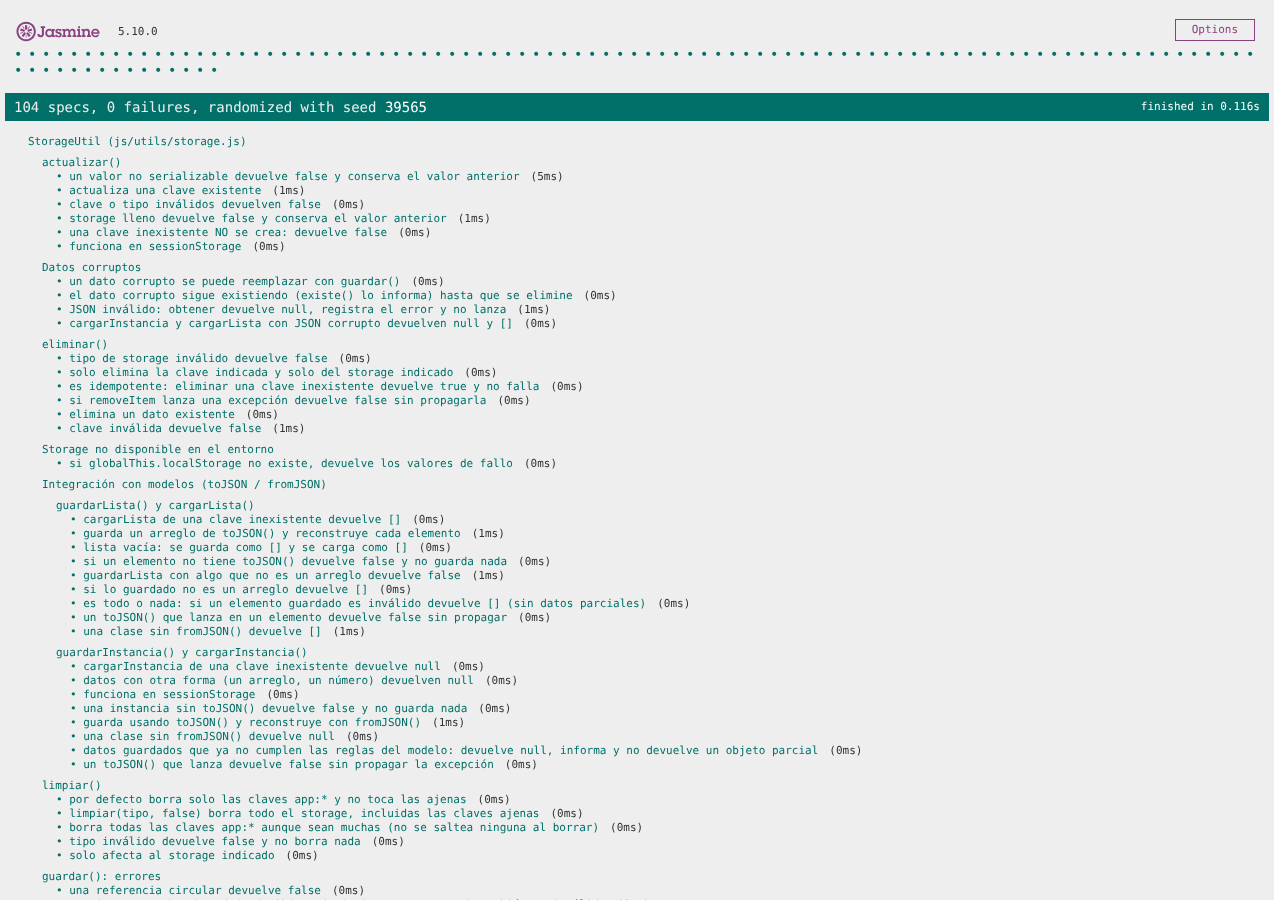 Jasmine 5.10.0 Options
104 specs, 0 failures, randomized with seed 39565 finished in 0.116s
StorageUtil (js/utils/storage.js)
actualizar()
• un valor no serializable devuelve false y conserva el valor anterior (5ms)
• actualiza una clave existente (1ms)
• clave o tipo inválidos devuelven false (0ms)
• storage lleno devuelve false y conserva el valor anterior (1ms)
• una clave inexistente NO se crea: devuelve false (0ms)
• funciona en sessionStorage (0ms)
Datos corruptos
• un dato corrupto se puede reemplazar con guardar() (0ms)
• el dato corrupto sigue existiendo (existe() lo informa) hasta que se elimine (0ms)
• JSON inválido: obtener devuelve null, registra el error y no lanza (1ms)
• cargarInstancia y cargarLista con JSON corrupto devuelven null y [] (0ms)
eliminar()
• tipo de storage inválido devuelve false (0ms)
• solo elimina la clave indicada y solo del storage indicado (0ms)
• es idempotente: eliminar una clave inexistente devuelve true y no falla (0ms)
• si removeItem lanza una excepción devuelve false sin propagarla (0ms)
• elimina un dato existente (0ms)
• clave inválida devuelve false (1ms)
Storage no disponible en el entorno
• si globalThis.localStorage no existe, devuelve los valores de fallo (0ms)
Integración con modelos (toJSON / fromJSON)
guardarLista() y cargarLista()
• cargarLista de una clave inexistente devuelve [] (0ms)
• guarda un arreglo de toJSON() y reconstruye cada elemento (1ms)
• lista vacía: se guarda como [] y se carga como [] (0ms)
• si un elemento no tiene toJSON() devuelve false y no guarda nada (0ms)
• guardarLista con algo que no es un arreglo devuelve false (1ms)
• si lo guardado no es un arreglo devuelve [] (0ms)
• es todo o nada: si un elemento guardado es inválido devuelve [] (sin datos parciales) (0ms)
• un toJSON() que lanza en un elemento devuelve false sin propagar (0ms)
• una clase sin fromJSON() devuelve [] (1ms)
guardarInstancia() y cargarInstancia()
• cargarInstancia de una clave inexistente devuelve null (0ms)
• datos con otra forma (un arreglo, un número) devuelven null (0ms)
• funciona en sessionStorage (0ms)
• una instancia sin toJSON() devuelve false y no guarda nada (0ms)
• guarda usando toJSON() y reconstruye con fromJSON() (1ms)
• una clase sin fromJSON() devuelve null (0ms)
• datos guardados que ya no cumplen las reglas del modelo: devuelve null, informa y no devuelve un objeto parcial (0ms)
• un toJSON() que lanza devuelve false sin propagar la excepción (0ms)
limpiar()
• por defecto borra solo las claves app:* y no toca las ajenas (0ms)
• limpiar(tipo, false) borra todo el storage, incluidas las claves ajenas (0ms)
• borra todas las claves app:* aunque sean muchas (no se saltea ninguna al borrar) (0ms)
• tipo inválido devuelve false y no borra nada (0ms)
• solo afecta al storage indicado (0ms)
guardar(): errores
• una referencia circular devuelve false (0ms)